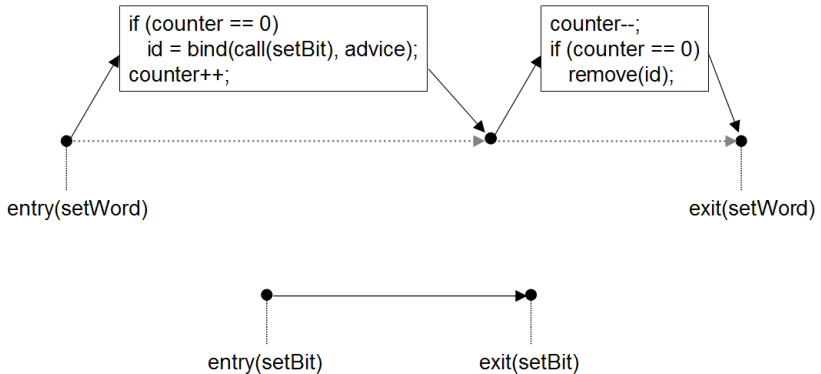 if (counter == 0)
id = bind(call(setBit), advice);
counter++;
counter--;
if (counter == 0)
remove(id);
entry(setWord)
exit(setWord)
entry(setBit)
exit(setBit)